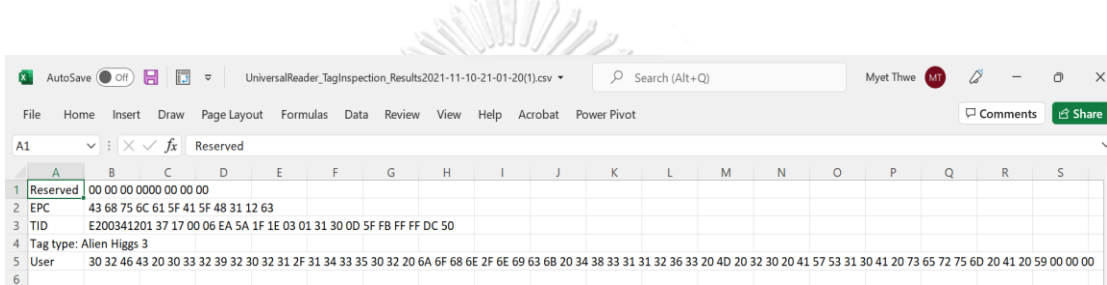 AutoSave Off UniversalReader_TagInspection_Results2021-11-10-21-01-20(1).csv Search (Alt+Q) Myet Thwe MT
File Home Insert Draw Page Layout Formulas Data Review View Help Acrobat Power Pivot Comments Share
A1 fx Reserved
A B C D E F G H I J K L M N O P Q R S
1 Reserved 00 00 00 0000 00 00 00
2 EPC 43 68 75 6C 61 5F 41 5F 48 31 12 63
3 TID E200341201 37 17 00 06 EA 5A 1F 1E 03 01 31 30 0D 5F FB FF FF DC 50
4 Tag type: Alien Higgs 3
5 User 30 32 46 43 20 30 33 32 39 32 30 32 31 2F 31 34 33 35 30 32 20 6A 6F 68 6E 2F 6E 69 63 6B 20 34 38 33 31 31 32 36 33 20 4D 20 32 30 20 41 57 53 31 30 41 20 73 65 72 75 6D 20 41 20 59 00 00 00
6